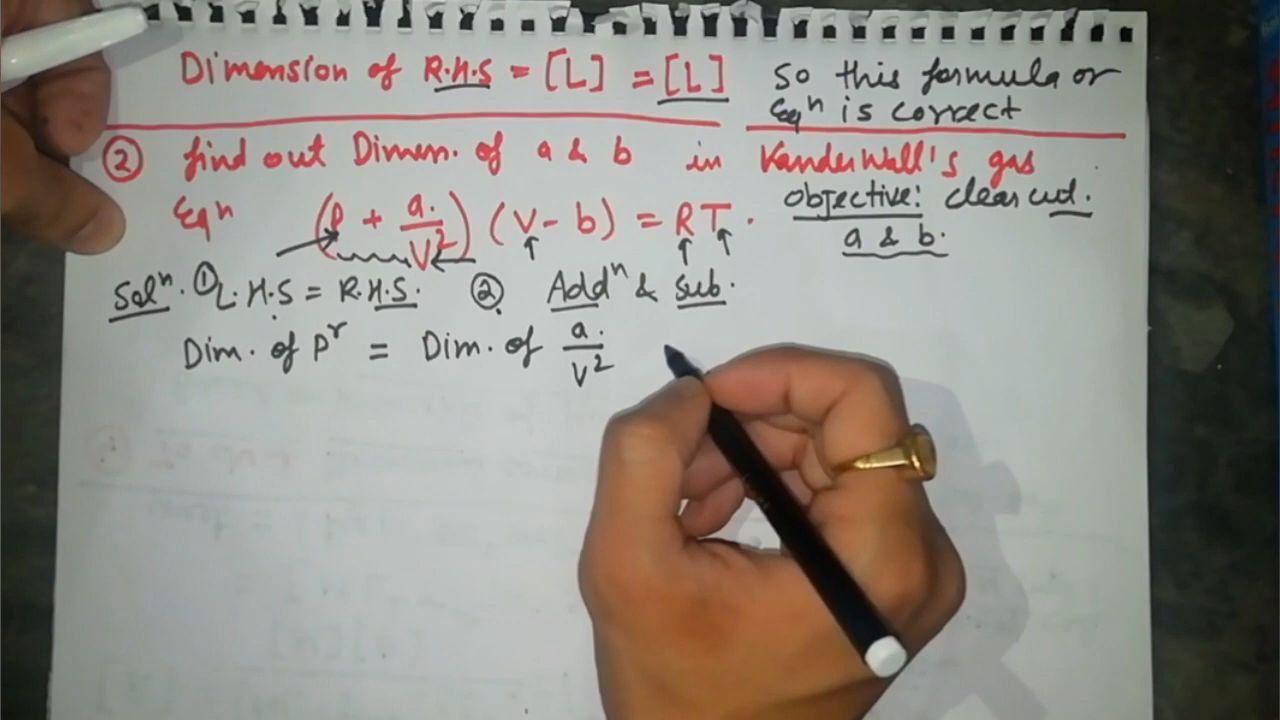 Dimension of R.H.S = [L] = [L] so this formula or
Eqⁿ is correct
② find out Dimen. of a & b in VanderWall's gas
Eqⁿ (P + a/V²) (V - b) = RT. objective: clear cut.
a & b.
Solⁿ. ① L.H.S = R.H.S. ② Addⁿ & Sub.
Dim. of Pʳ = Dim. of a/V²